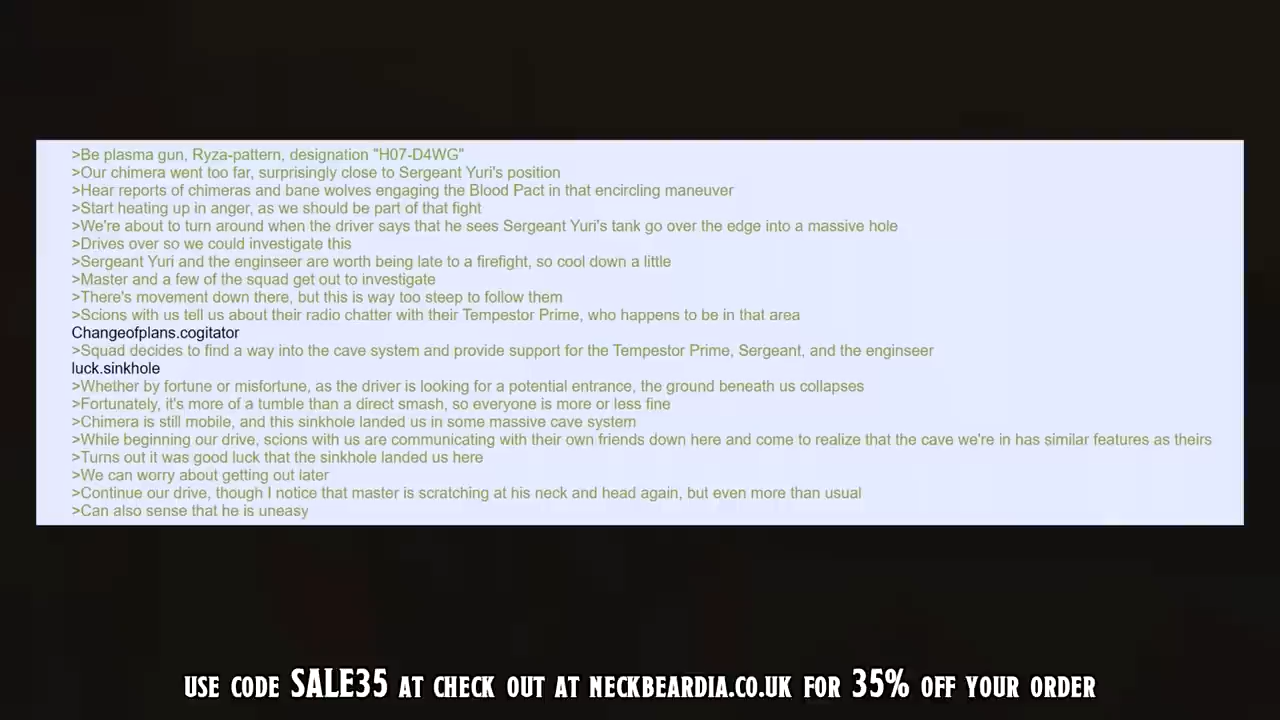 >Be plasma gun, Ryza-pattern, designation "H07-D4WG"
>Our chimera went too far, surprisingly close to Sergeant Yuri's position
>Hear reports of chimeras and bane wolves engaging the Blood Pact in that encircling maneuver
>Start heating up in anger, as we should be part of that fight
>We're about to turn around when the driver says that he sees Sergeant Yuri's tank go over the edge into a massive hole
>Drives over so we could investigate this
>Sergeant Yuri and the enginseer are worth being late to a firefight, so cool down a little
>Master and a few of the squad get out to investigate
>There's movement down there, but this is way too steep to follow them
>Scions with us tell us about their radio chatter with their Tempestor Prime, who happens to be in that area
Changeofplans.cogitator
>Squad decides to find a way into the cave system and provide support for the Tempestor Prime, Sergeant, and the enginseer
luck.sinkhole
>Whether by fortune or misfortune, as the driver is looking for a potential entrance, the ground beneath us collapses
>Fortunately, it's more of a tumble than a direct smash, so everyone is more or less fine
>Chimera is still mobile, and this sinkhole landed us in some massive cave system
>While beginning our drive, scions with us are communicating with their own friends down here and come to realize that the cave we're in has similar features as theirs
>Turns out it was good luck that the sinkhole landed us here
>We can worry about getting out later
>Continue our drive, though I notice that master is scratching at his neck and head again, but even more than usual
>Can also sense that he is uneasy
USE CODE SALE35 AT CHECK OUT AT NECKBEARDIA.CO.UK FOR 35% OFF YOUR ORDER